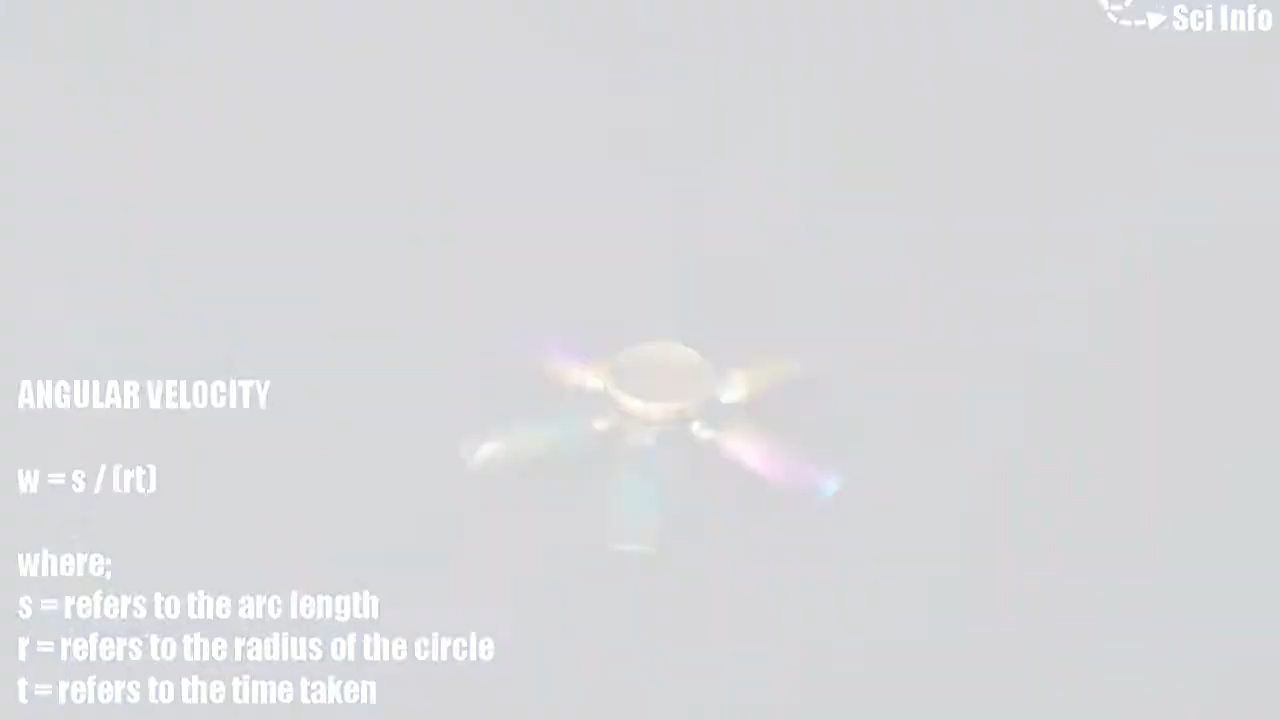 Sci Info
ANGULAR VELOCITY
w = s / (rt)
where;
s = refers to the arc length
r = refers to the radius of the circle
t = refers to the time taken